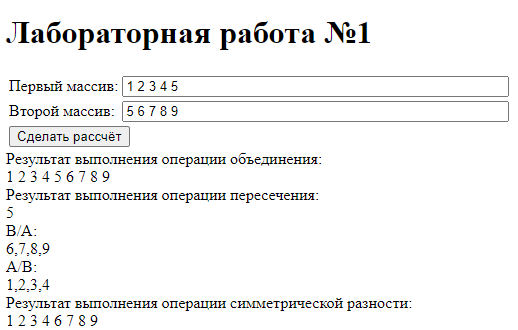 Лабораторная работа №1
Первый массив: 1 2 3 4 5
Второй массив: 5 6 7 8 9
Сделать рассчёт
Результат выполнения операции объединения:
1 2 3 4 5 6 7 8 9
Результат выполнения операции пересечения:
5
B/A:
6,7,8,9
A/B:
1,2,3,4
Результат выполнения операции симметрической разности:
1 2 3 4 6 7 8 9